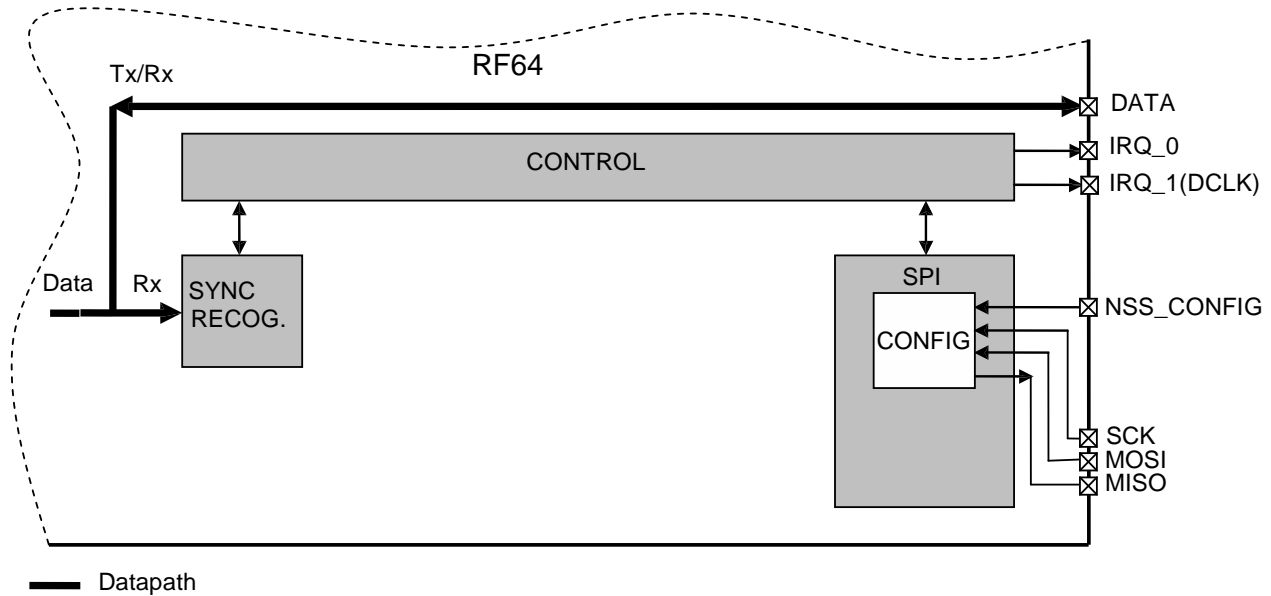 RF64
Tx/Rx
DATA
IRQ_0
CONTROL
IRQ_1(DCLK)
Data
Rx
SYNC
RECOG.
SPI
NSS_CONFIG
CONFIG
SCK
MOSI
MISO
Datapath